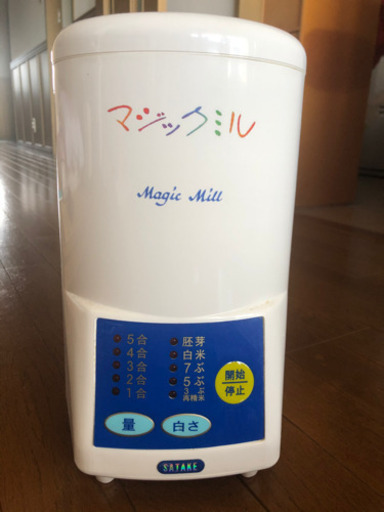 マジックミル
Magic Mill
5合
4合
3合
2合
1合
量
胚芽
白米
7ぶ
5ぶ
3ぶ
再精米
白さ
開始
停止
SATAKE